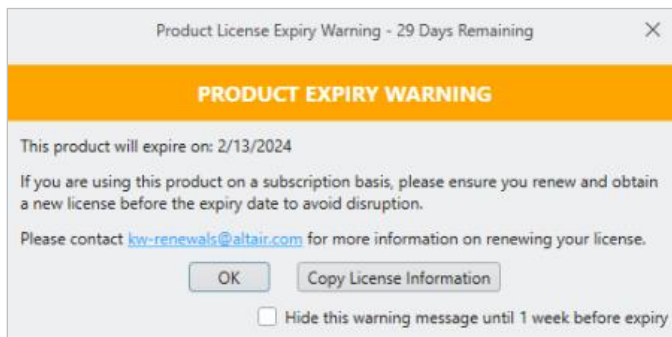 Product License Expiry Warning - 29 Days Remaining
PRODUCT EXPIRY WARNING
This product will expire on: 2/13/2024
If you are using this product on a subscription basis, please ensure you renew and obtain
a new license before the expiry date to avoid disruption.
Please contact kw-renewals@altair.com for more information on renewing your license.
OK
Copy License Information
Hide this warning message until 1 week before expiry